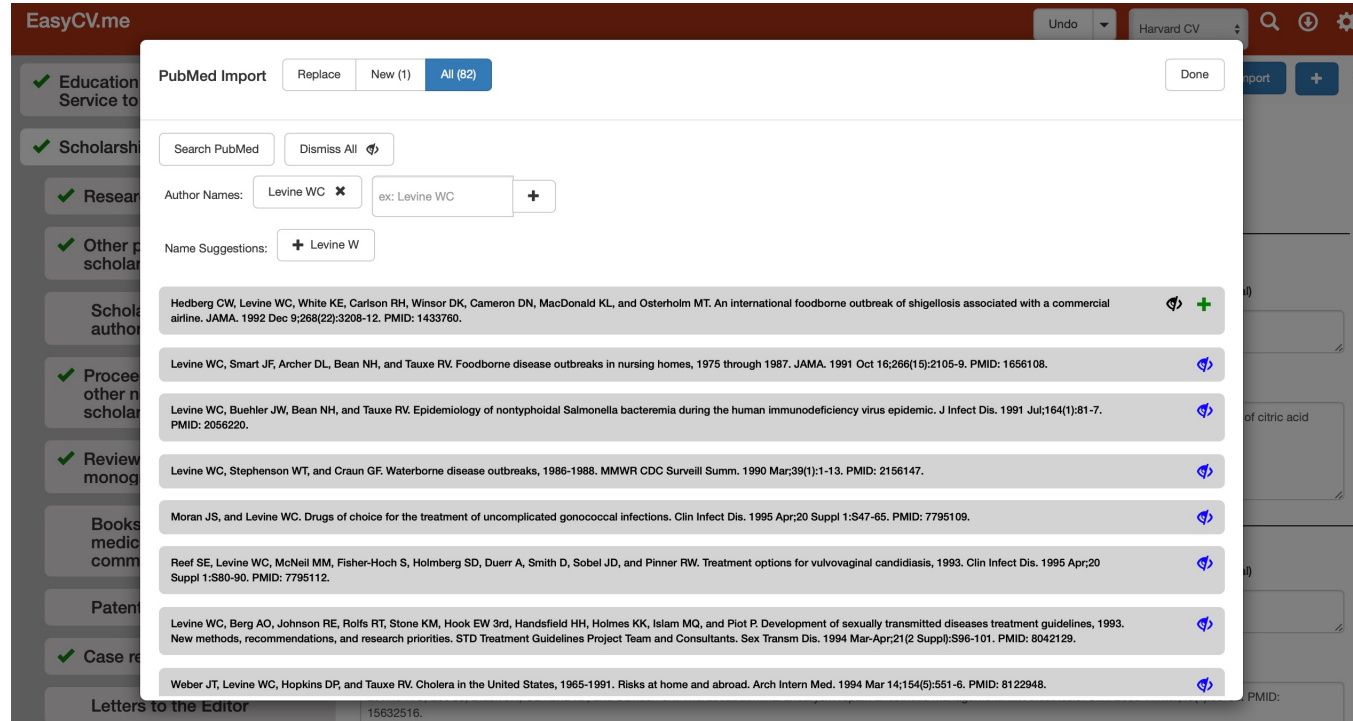 EasyCV.me
Undo
Harvard CV
PubMed Import
Replace
New (1)
All (82)
Done
Education
Service to
Scholarshi
Resear
Other p
scholar
Schola
author
Procee
other n
scholar
Review
monog
Books
medic
comm
Patent
Case re
Letters to the Editor
Search PubMed
Dismiss All
Author Names:
Levine WC
ex: Levine WC
Name Suggestions:
Levine W
Hedberg CW, Levine WC, White KE, Carlson RH, Winsor DK, Cameron DN, MacDonald KL, and Osterholm MT. An international foodborne outbreak of shigellosis associated with a commercial
airline. JAMA. 1992 Dec 9;268(22):3208-12. PMID: 1433760.
Levine WC, Smart JF, Archer DL, Bean NH, and Tauxe RV. Foodborne disease outbreaks in nursing homes, 1975 through 1987. JAMA. 1991 Oct 16;266(15):2105-9. PMID: 1656108.
Levine WC, Buehler JW, Bean NH, and Tauxe RV. Epidemiology of nontyphoidal Salmonella bacteremia during the human immunodeficiency virus epidemic. J Infect Dis. 1991 Jul;164(1):81-7.
PMID: 2056220.
Levine WC, Stephenson WT, and Craun GF. Waterborne disease outbreaks, 1986-1988. MMWR CDC Surveill Summ. 1990 Mar;39(1):1-13. PMID: 2156147.
Moran JS, and Levine WC. Drugs of choice for the treatment of uncomplicated gonococcal infections. Clin Infect Dis. 1995 Apr;20 Suppl 1:S47-65. PMID: 7795109.
Reef SE, Levine WC, McNeil MM, Fisher-Hoch S, Holmberg SD, Duerr A, Smith D, Sobel JD, and Pinner RW. Treatment options for vulvovaginal candidiasis, 1993. Clin Infect Dis. 1995 Apr;20
Suppl 1:S80-90. PMID: 7795112.
Levine WC, Berg AO, Johnson RE, Rolfs RT, Stone KM, Hook EW 3rd, Handsfield HH, Holmes KK, Islam MQ, and Piot P. Development of sexually transmitted diseases treatment guidelines, 1993.
New methods, recommendations, and research priorities. STD Treatment Guidelines Project Team and Consultants. Sex Transm Dis. 1994 Mar-Apr;21(2 Suppl):S96-101. PMID: 8042129.
Weber JT, Levine WC, Hopkins DP, and Tauxe RV. Cholera in the United States, 1965-1991. Risks at home and abroad. Arch Intern Med. 1994 Mar 14;154(5):551-6. PMID: 8122948.
nport
al)
of citric acid
al)
PMID:
15632516.